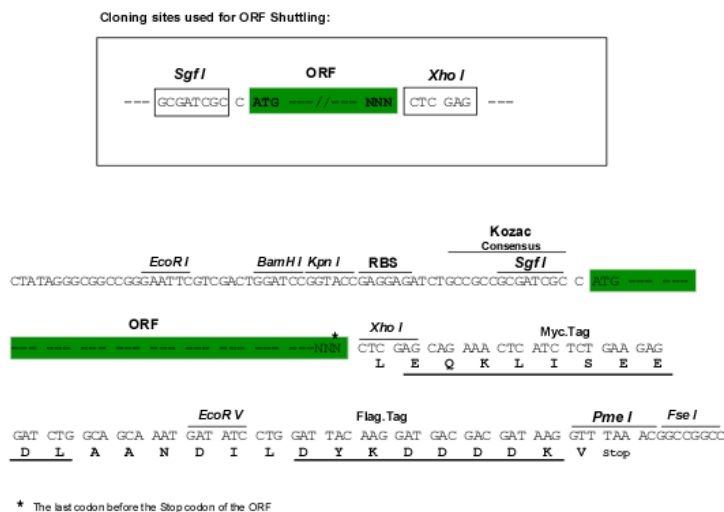 Cloning sites used for ORF Shuttling:
Sgf I ORF Xho I
--- GCGATCGC C ATG ---//--- NNN CTC GAG ---
Kozac
Consensus
EcoR I BamH I Kpn I RBS Sgf I
CTATAGGGCGGCCGGGAATTCGTCGACTGGATCCGGTACCGAGGAGATCTGCCGCCGCGATCGC C ATG --- ---
ORF Xho I Myc.Tag
*
--- --- --- --- --- --- --- --- --- ---NNN CTC GAG CAG AAA CTC ATC TCT GAA GAG
L E Q K L I S E E
EcoR V Flag.Tag Pme I Fse I
GAT CTG GCA GCA AAT GAT ATC CTG GAT TAC AAG GAT GAC GAC GAT AAG GTT TAA ACGGCCGGCC
D L A A N D I L D Y K D D D D K V Stop
* The last codon before the Stop codon of the ORF